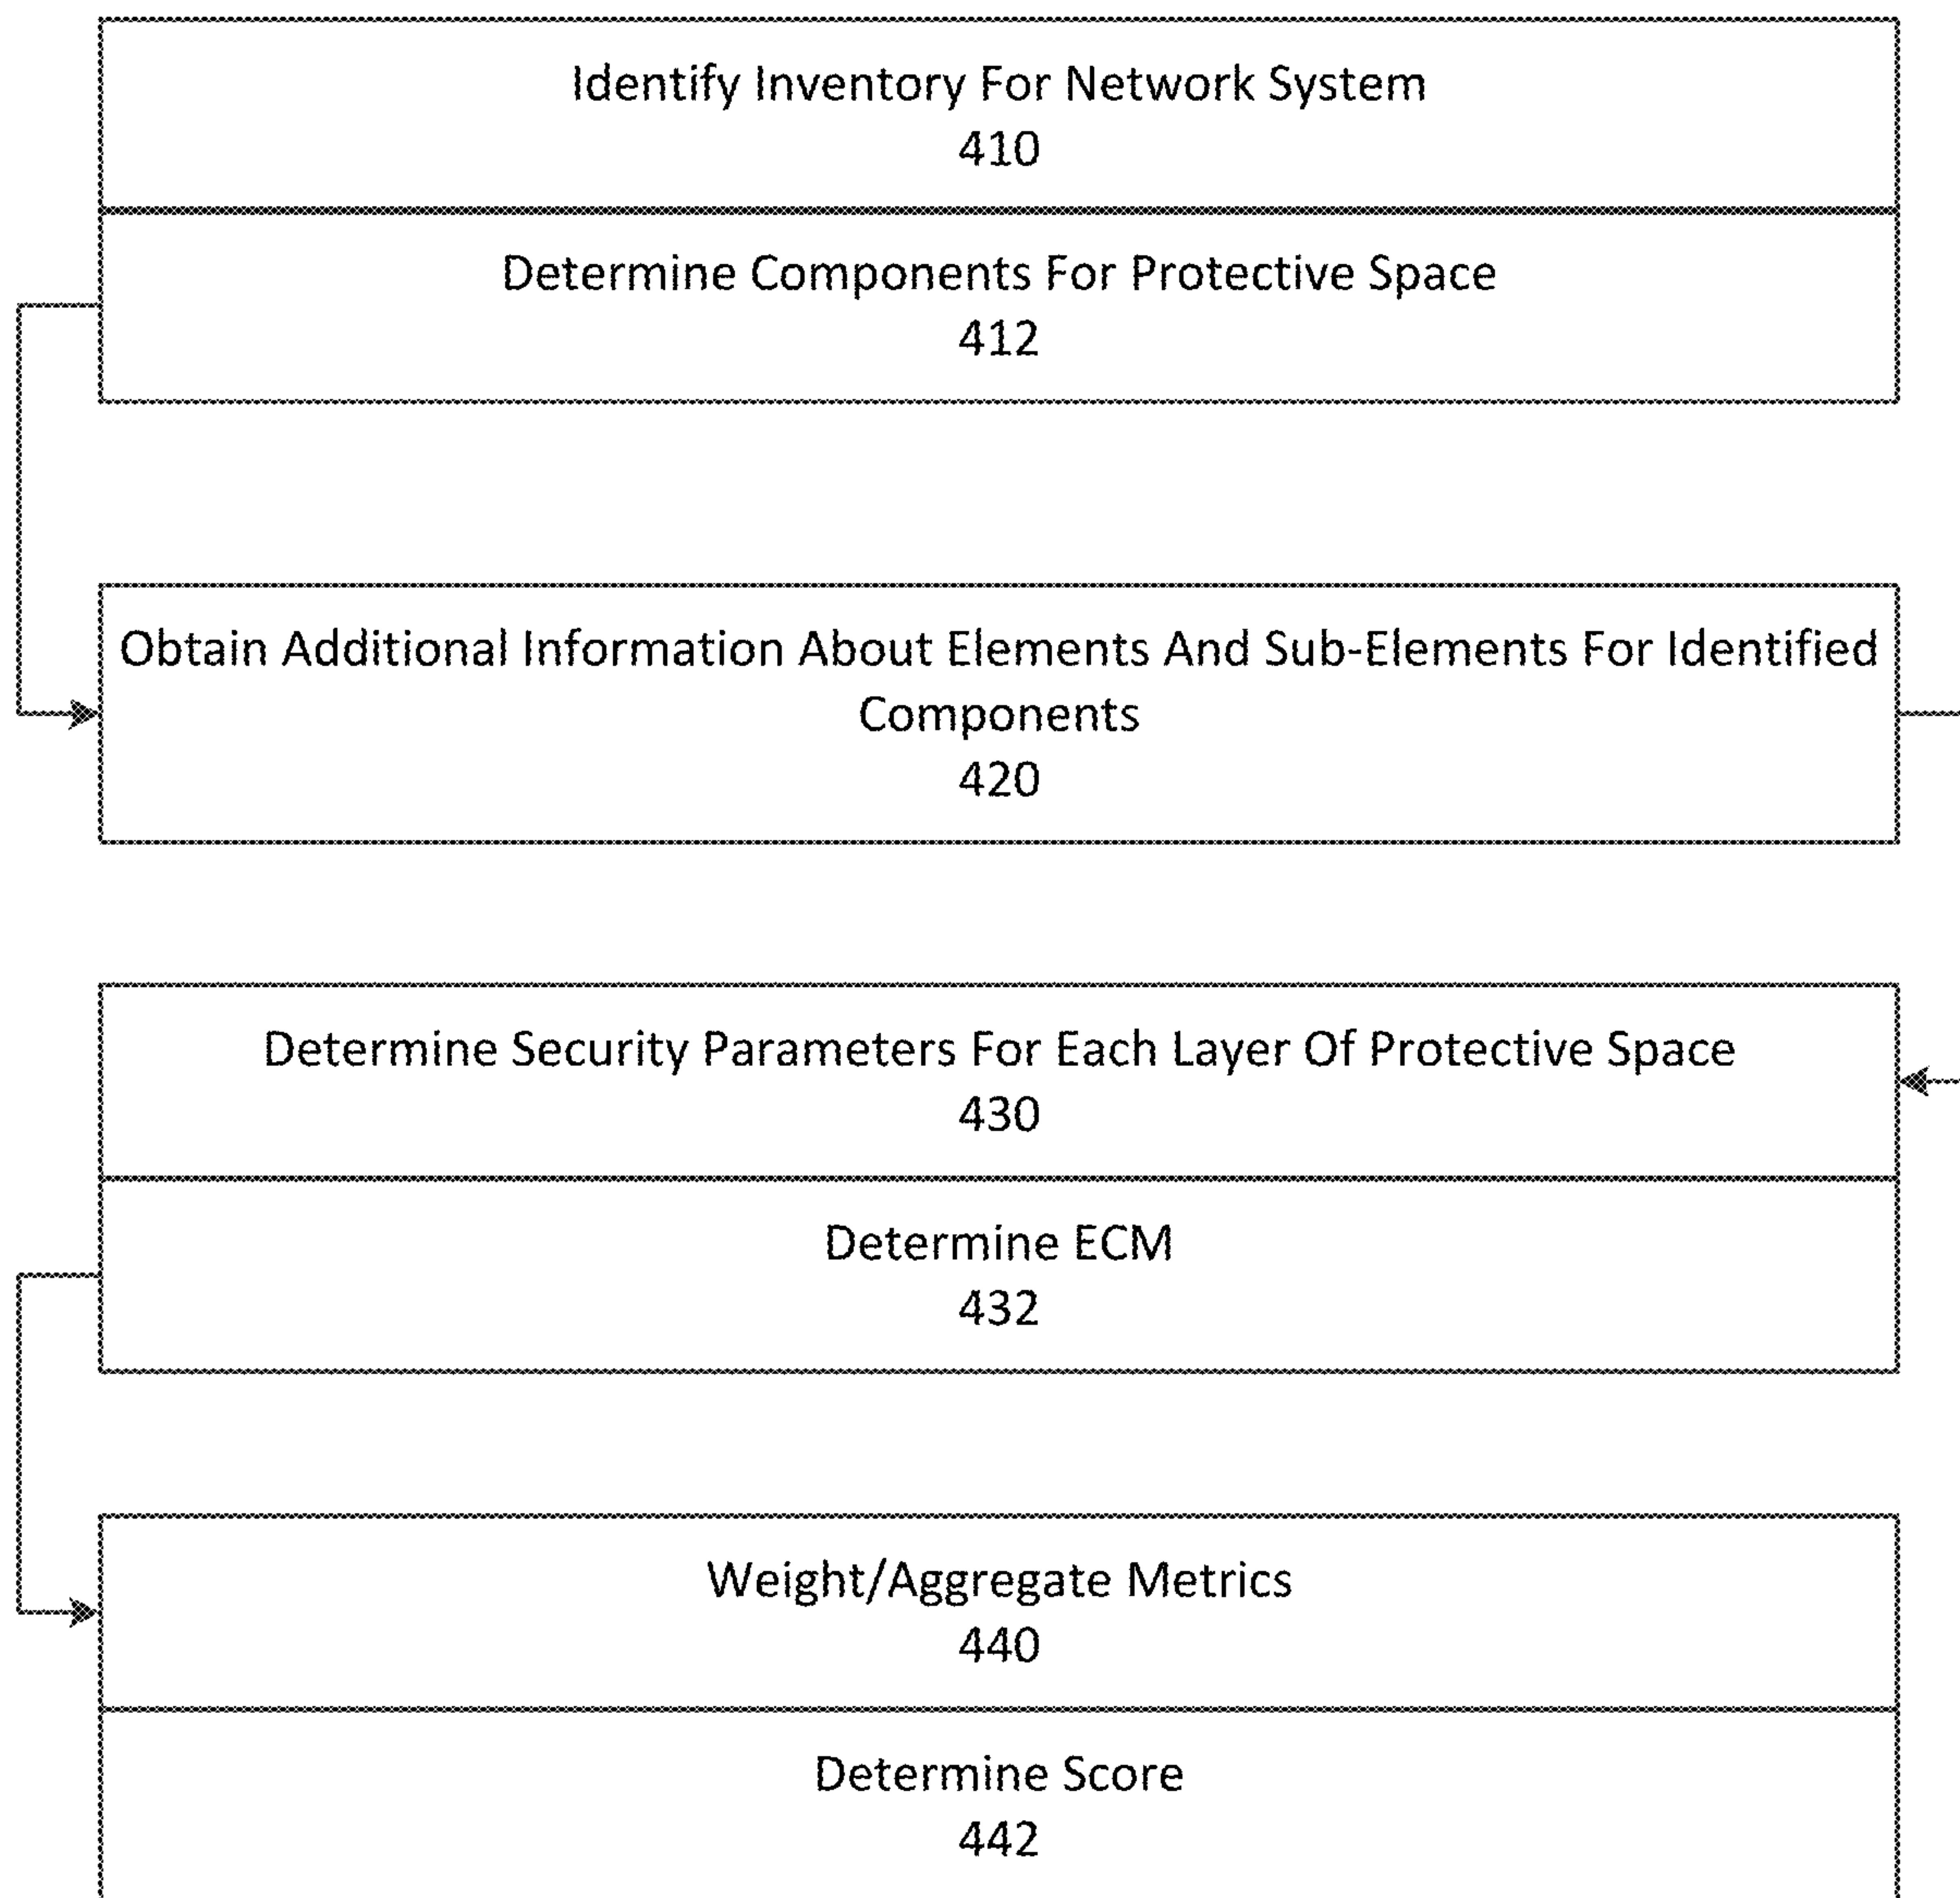 Identify Inventory For Network System
410
Determine Components For Protective Space
412
Obtain Additional Information About Elements And Sub-Elements For Identified
Components
420
Determine Security Parameters For Each Layer Of Protective Space
430
Determine ECM
432
Weight/Aggregate Metrics
440
Determine Score
442